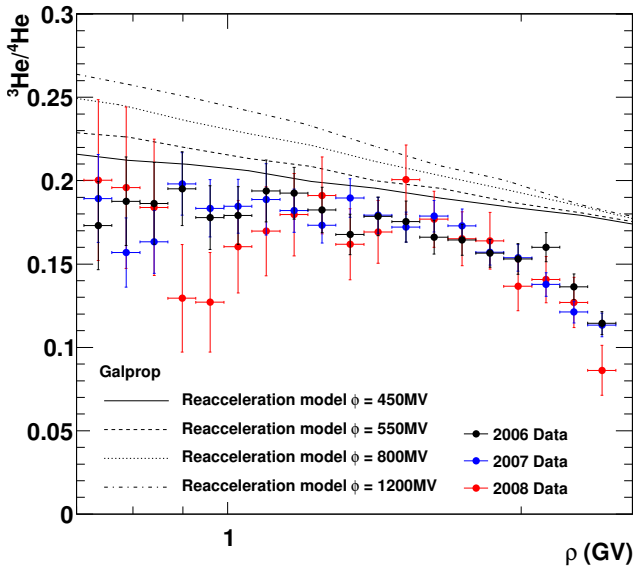 ³He/⁴He
0.3
0.25
0.2
0.15
0.1
0.05
0
Galprop
Reacceleration model ϕ = 450MV
Reacceleration model ϕ = 550MV
Reacceleration model ϕ = 800MV
Reacceleration model ϕ = 1200MV
2006 Data
2007 Data
2008 Data
1
ρ (GV)